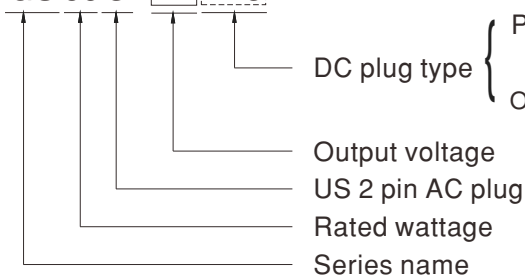 P
DC plug type
O
Output voltage
US 2 pin AC plug
Rated wattage
Series name